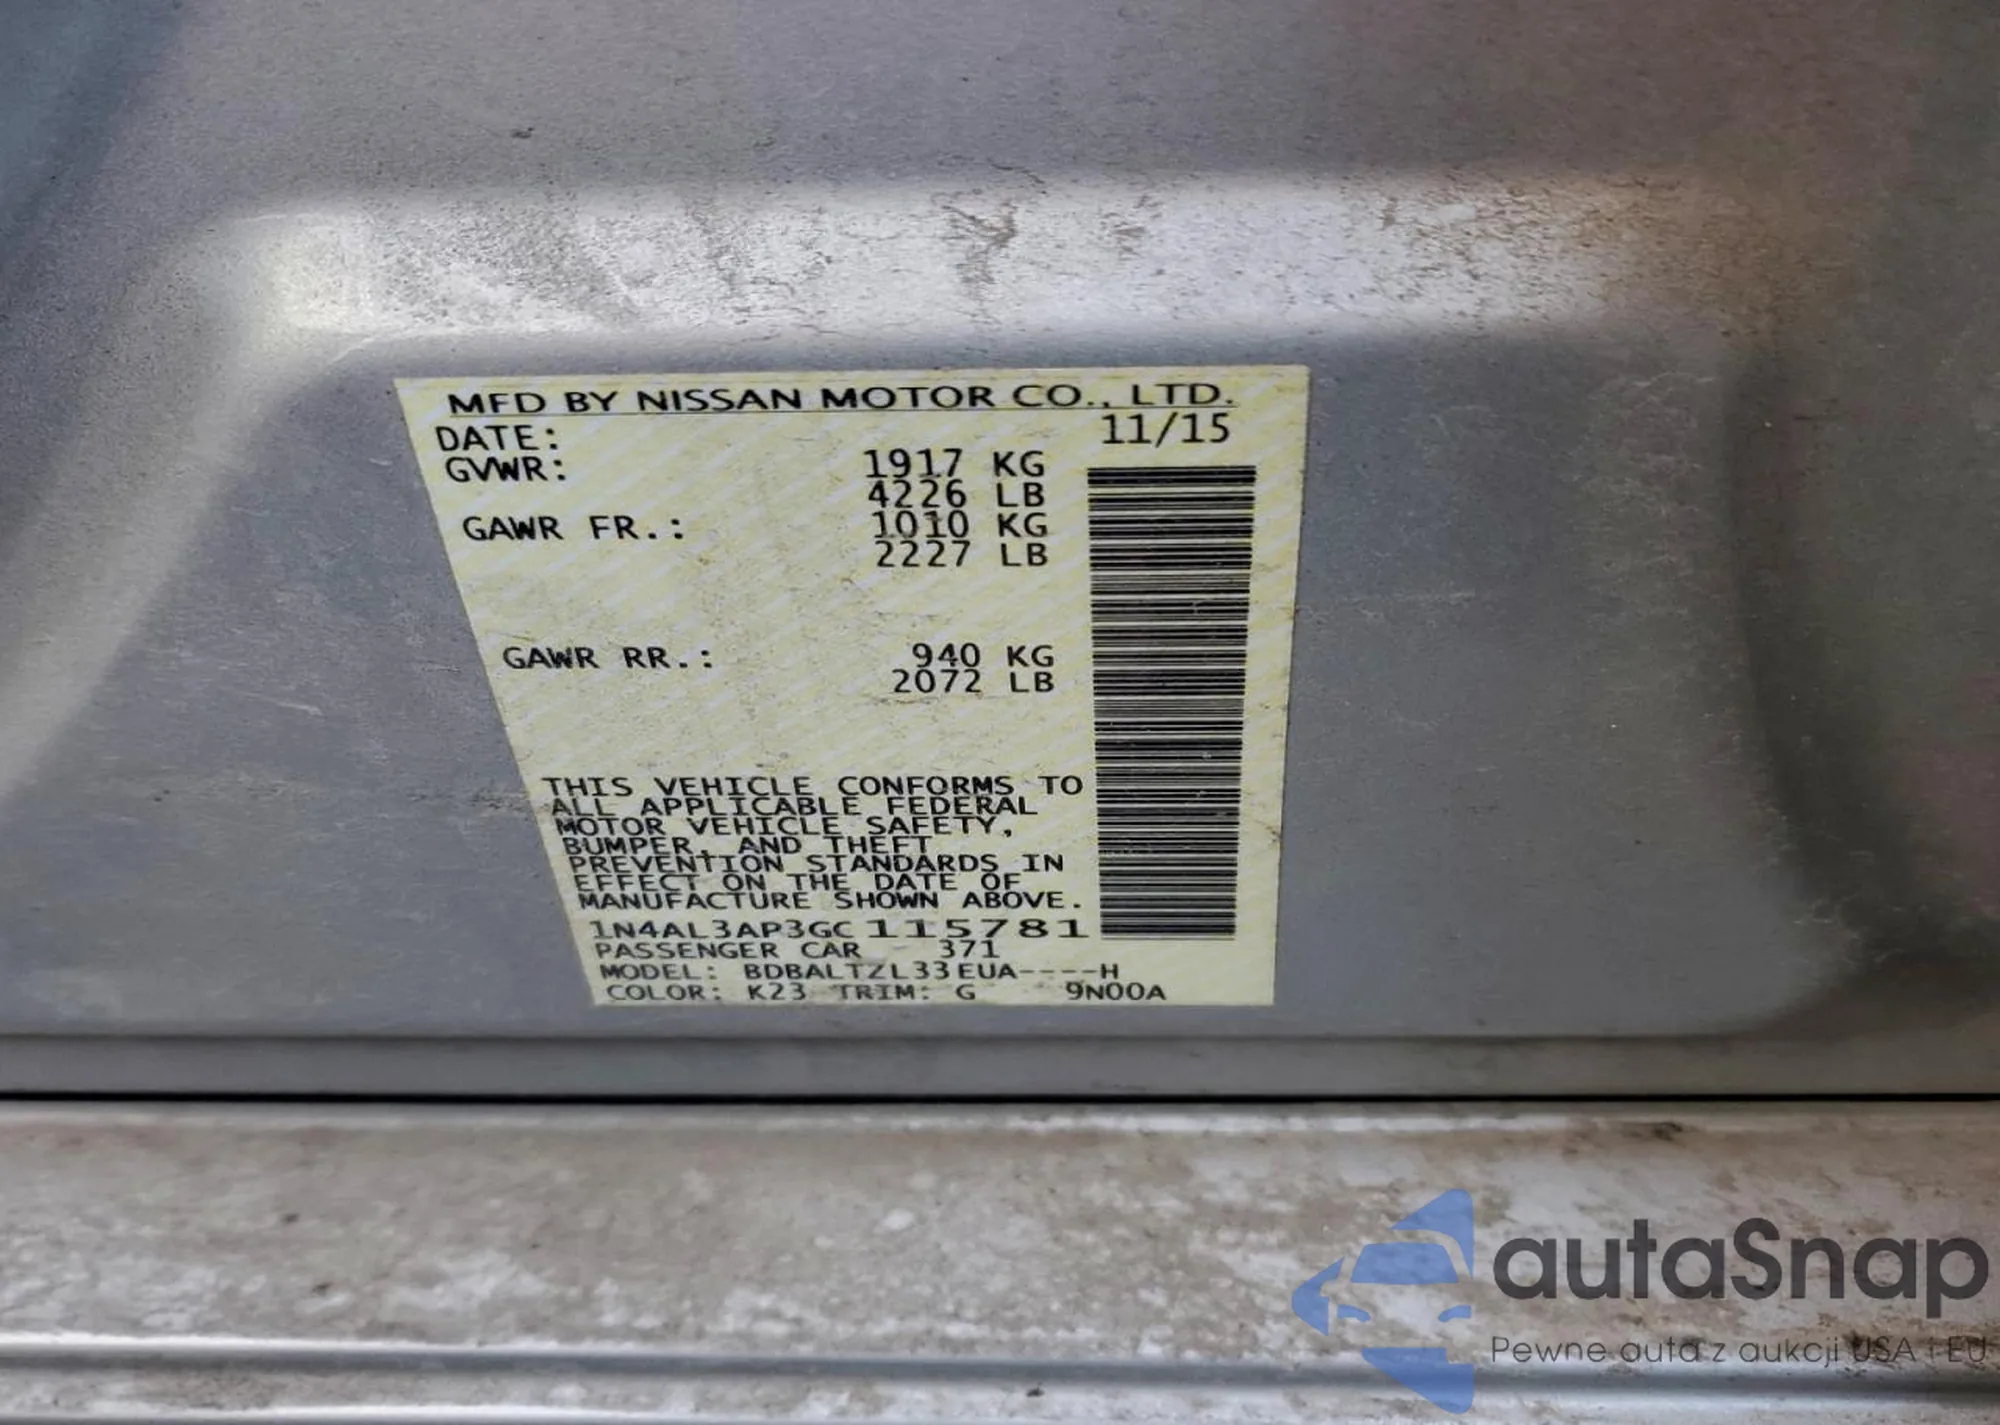 MFD BY NISSAN MOTOR CO., LTD.
DATE: 11/15
GVWR: 1917 KG
4226 LB
GAWR FR.: 1010 KG
2227 LB
GAWR RR.: 940 KG
2072 LB
THIS VEHICLE CONFORMS TO
ALL APPLICABLE FEDERAL
MOTOR VEHICLE SAFETY,
BUMPER, AND THEFT
PREVENTION STANDARDS IN
EFFECT ON THE DATE OF
MANUFACTURE SHOWN ABOVE.
1N4AL3AP3GC115781
PASSENGER CAR 371
MODEL: BDBALTZL33EUA----H
COLOR: K23 TRIM: G 9N00A
autaSnap
Pewne auta z aukcji USA i EU